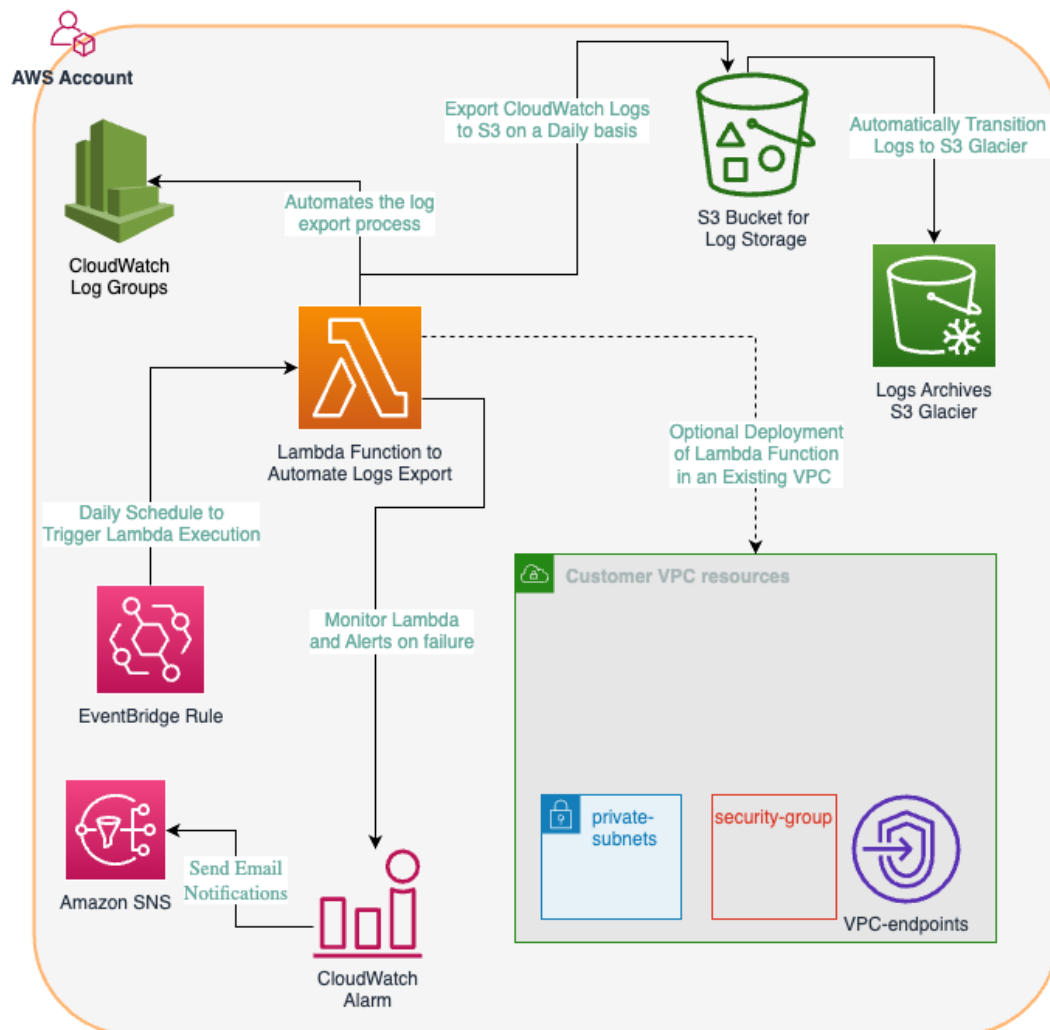 AWS Account
Export CloudWatch Logs
to S3 on a Daily basis
Automatically Transition
Logs to S3 Glacier
Automates the log
export process
S3 Bucket for
Log Storage
CloudWatch
Log Groups
Logs Archives
S3 Glacier
Lambda Function to
Automate Logs Export
Optional Deployment
of Lambda Function
in an Existing VPC
Daily Schedule to
Trigger Lambda Execution
Customer VPC resources
Monitor Lambda
and Alerts on failure
EventBridge Rule
private-
subnets
security-group
VPC-endpoints
Send Email
Notifications
Amazon SNS
CloudWatch
Alarm